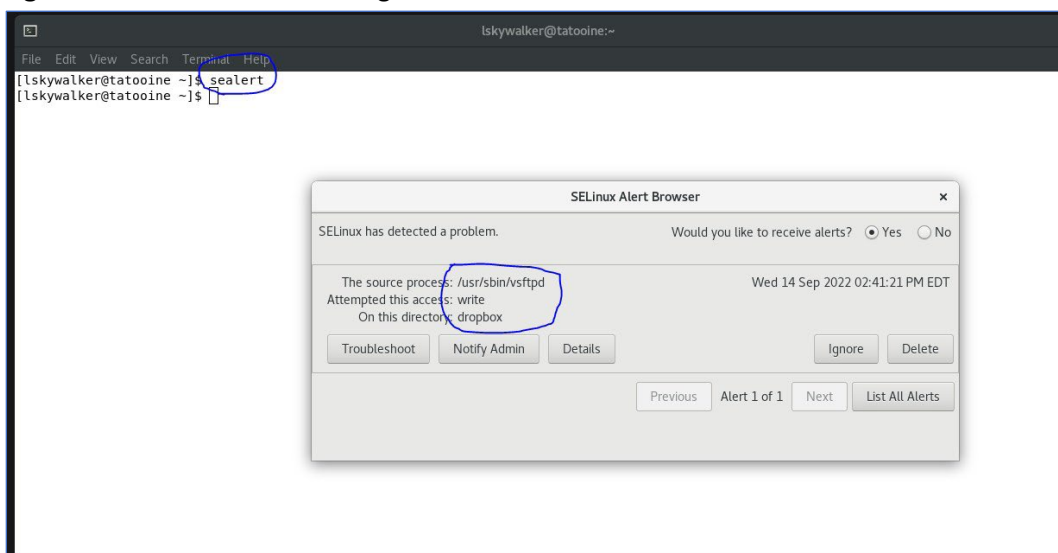 lskywalker@tatooine:~
File Edit View Search Terminal Help
[lskywalker@tatooine ~]$ sealert
[lskywalker@tatooine ~]$
SELinux Alert Browser ×
SELinux has detected a problem. Would you like to receive alerts? Yes No
The source process: /usr/sbin/vsftpd Wed 14 Sep 2022 02:41:21 PM EDT
Attempted this access: write
On this directory: dropbox
Troubleshoot Notify Admin Details Ignore Delete
Previous Alert 1 of 1 Next List All Alerts